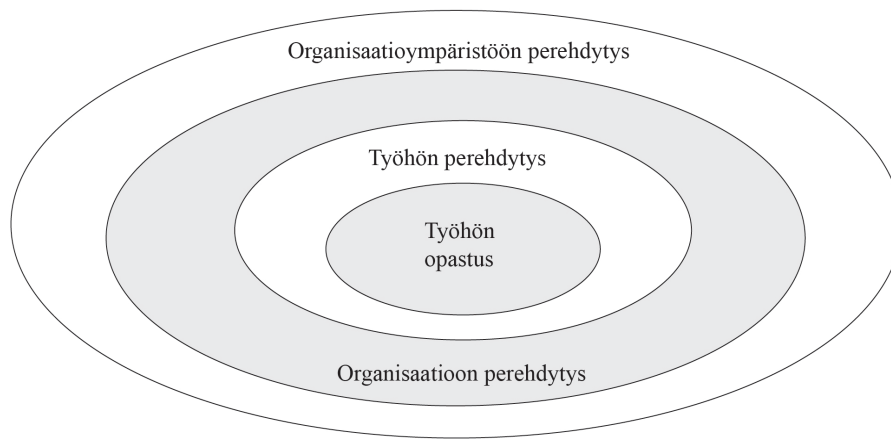 Organisaatioympäristöön perehdytys
Työhön perehdytys
Työhön
opastus
Organisaatioon perehdytys